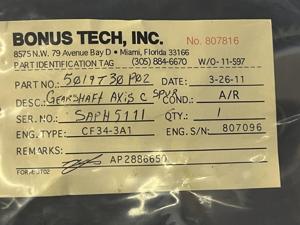 BONUS TECH, INC. No. 807816
8575 N.W. 79 Avenue Bay D • Miami, Florida 33166
PART IDENTIFICATION TAG (305) 884-6670 W/O-11-597
PART NO.: 5019T30P02 DATE: 3-26-11
DESC.: GEARSHAFT AXIS C SPUR COND.: A/R
SER. NO.: SAPH5111 QTY.: 1
ENG. TYPE: CF34-3A1 ENG. S/N: 807096
REMARKS:
AP2886650